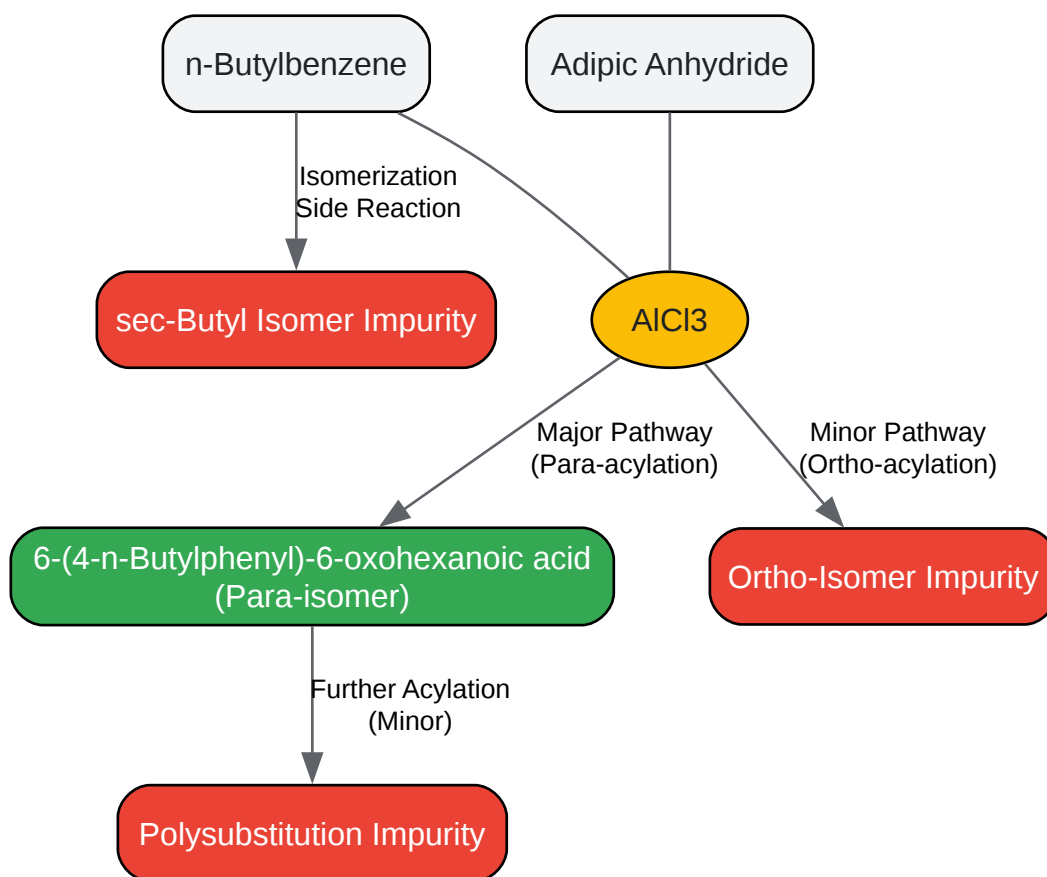 n-Butylbenzene
Adipic Anhydride
Isomerization
Side Reaction
sec-Butyl Isomer Impurity
AlCl3
Major Pathway
(Para-acylation)
Minor Pathway
(Ortho-acylation)
6-(4-n-Butylphenyl)-6-oxohexanoic acid
(Para-isomer)
Ortho-Isomer Impurity
Further Acylation
(Minor)
Polysubstitution Impurity